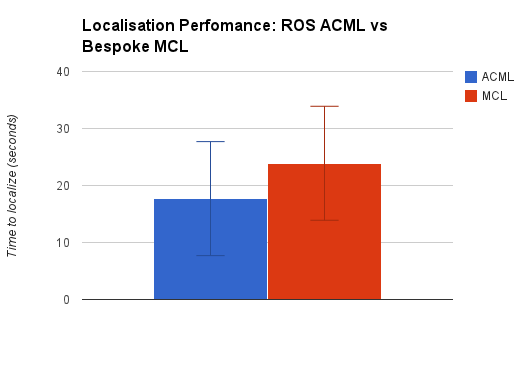 Localisation Perfomance: ROS ACML vs
Bespoke MCL
ACML
MCL
Time to localize (seconds)
40
30
20
10
0